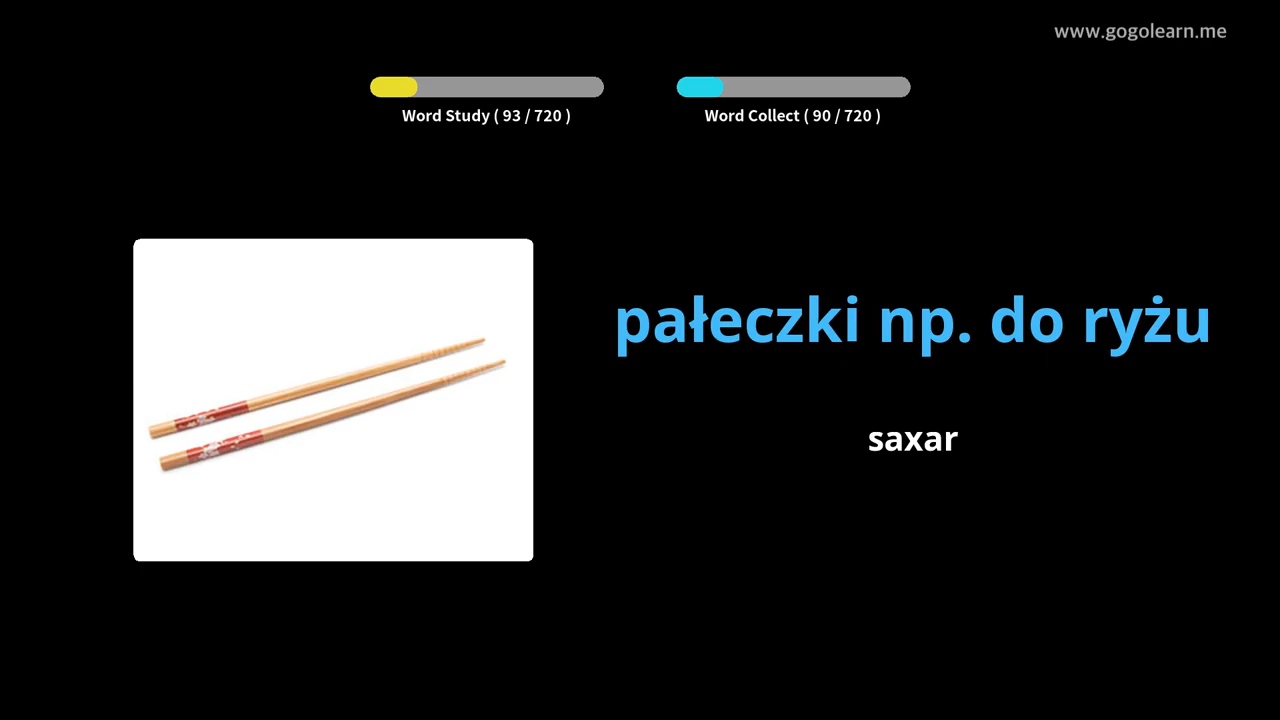 www.gogolearn.me
Word Study ( 93 / 720 )
Word Collect ( 90 / 720 )
pałeczki np. do ryżu
saxar